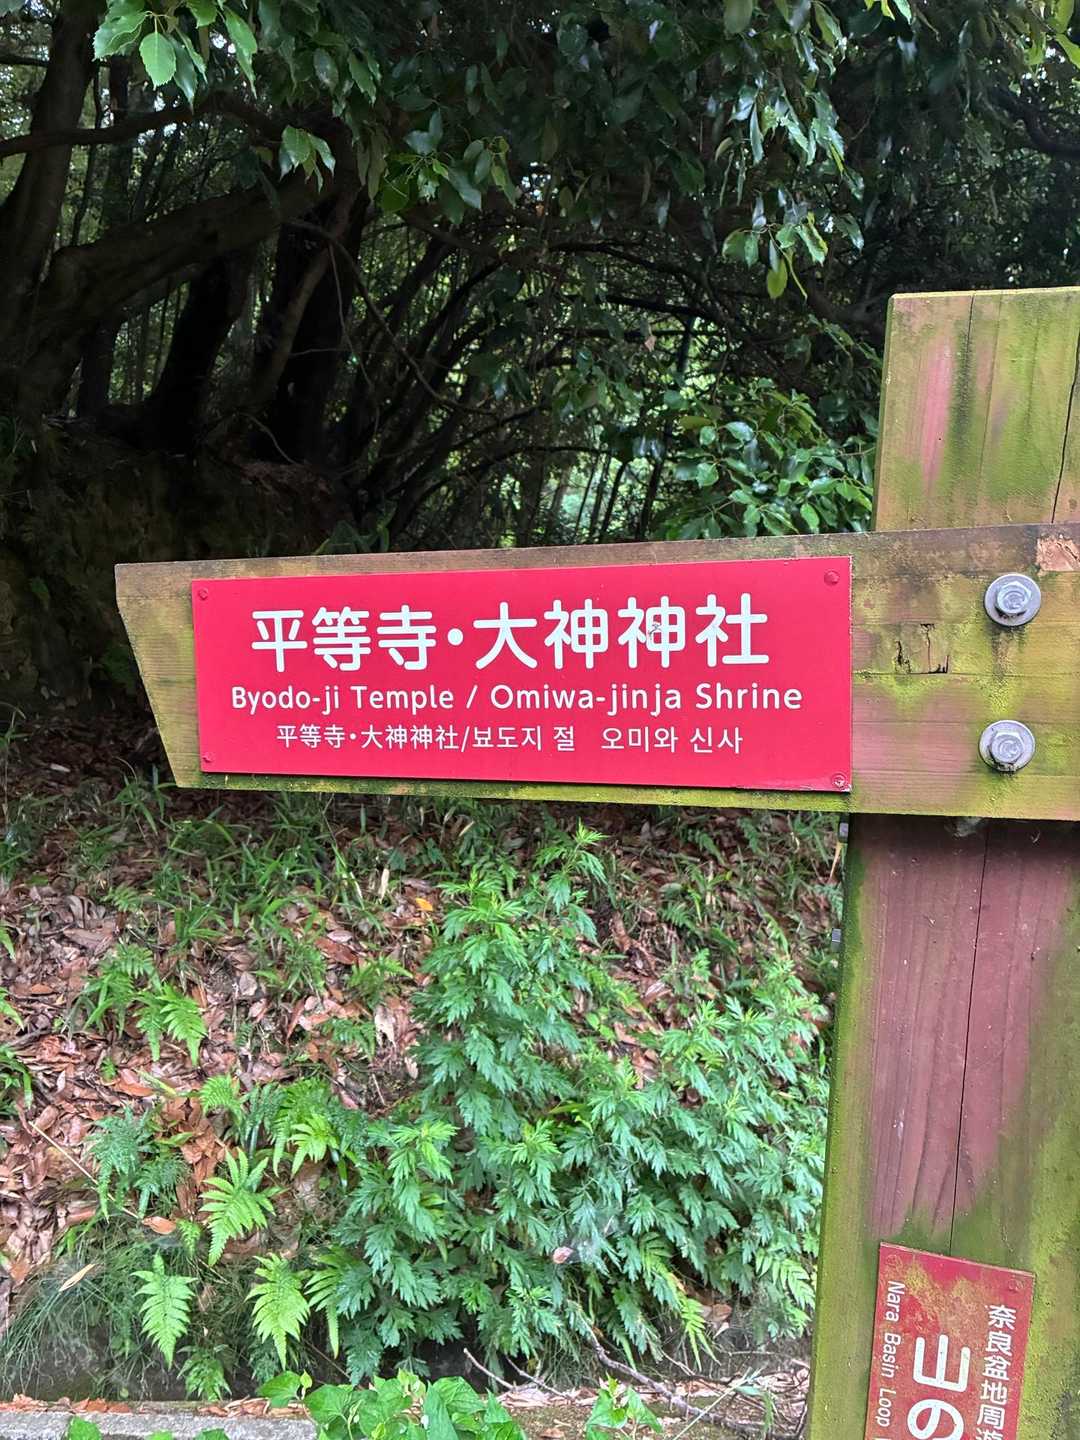 平等寺・大神神社
Byodo-ji Temple / Omiwa-jinja Shrine
平等寺・大神神社/뵤도지 절 오미와 신사
奈良盆地周遊
山の
Nara Basin Loop